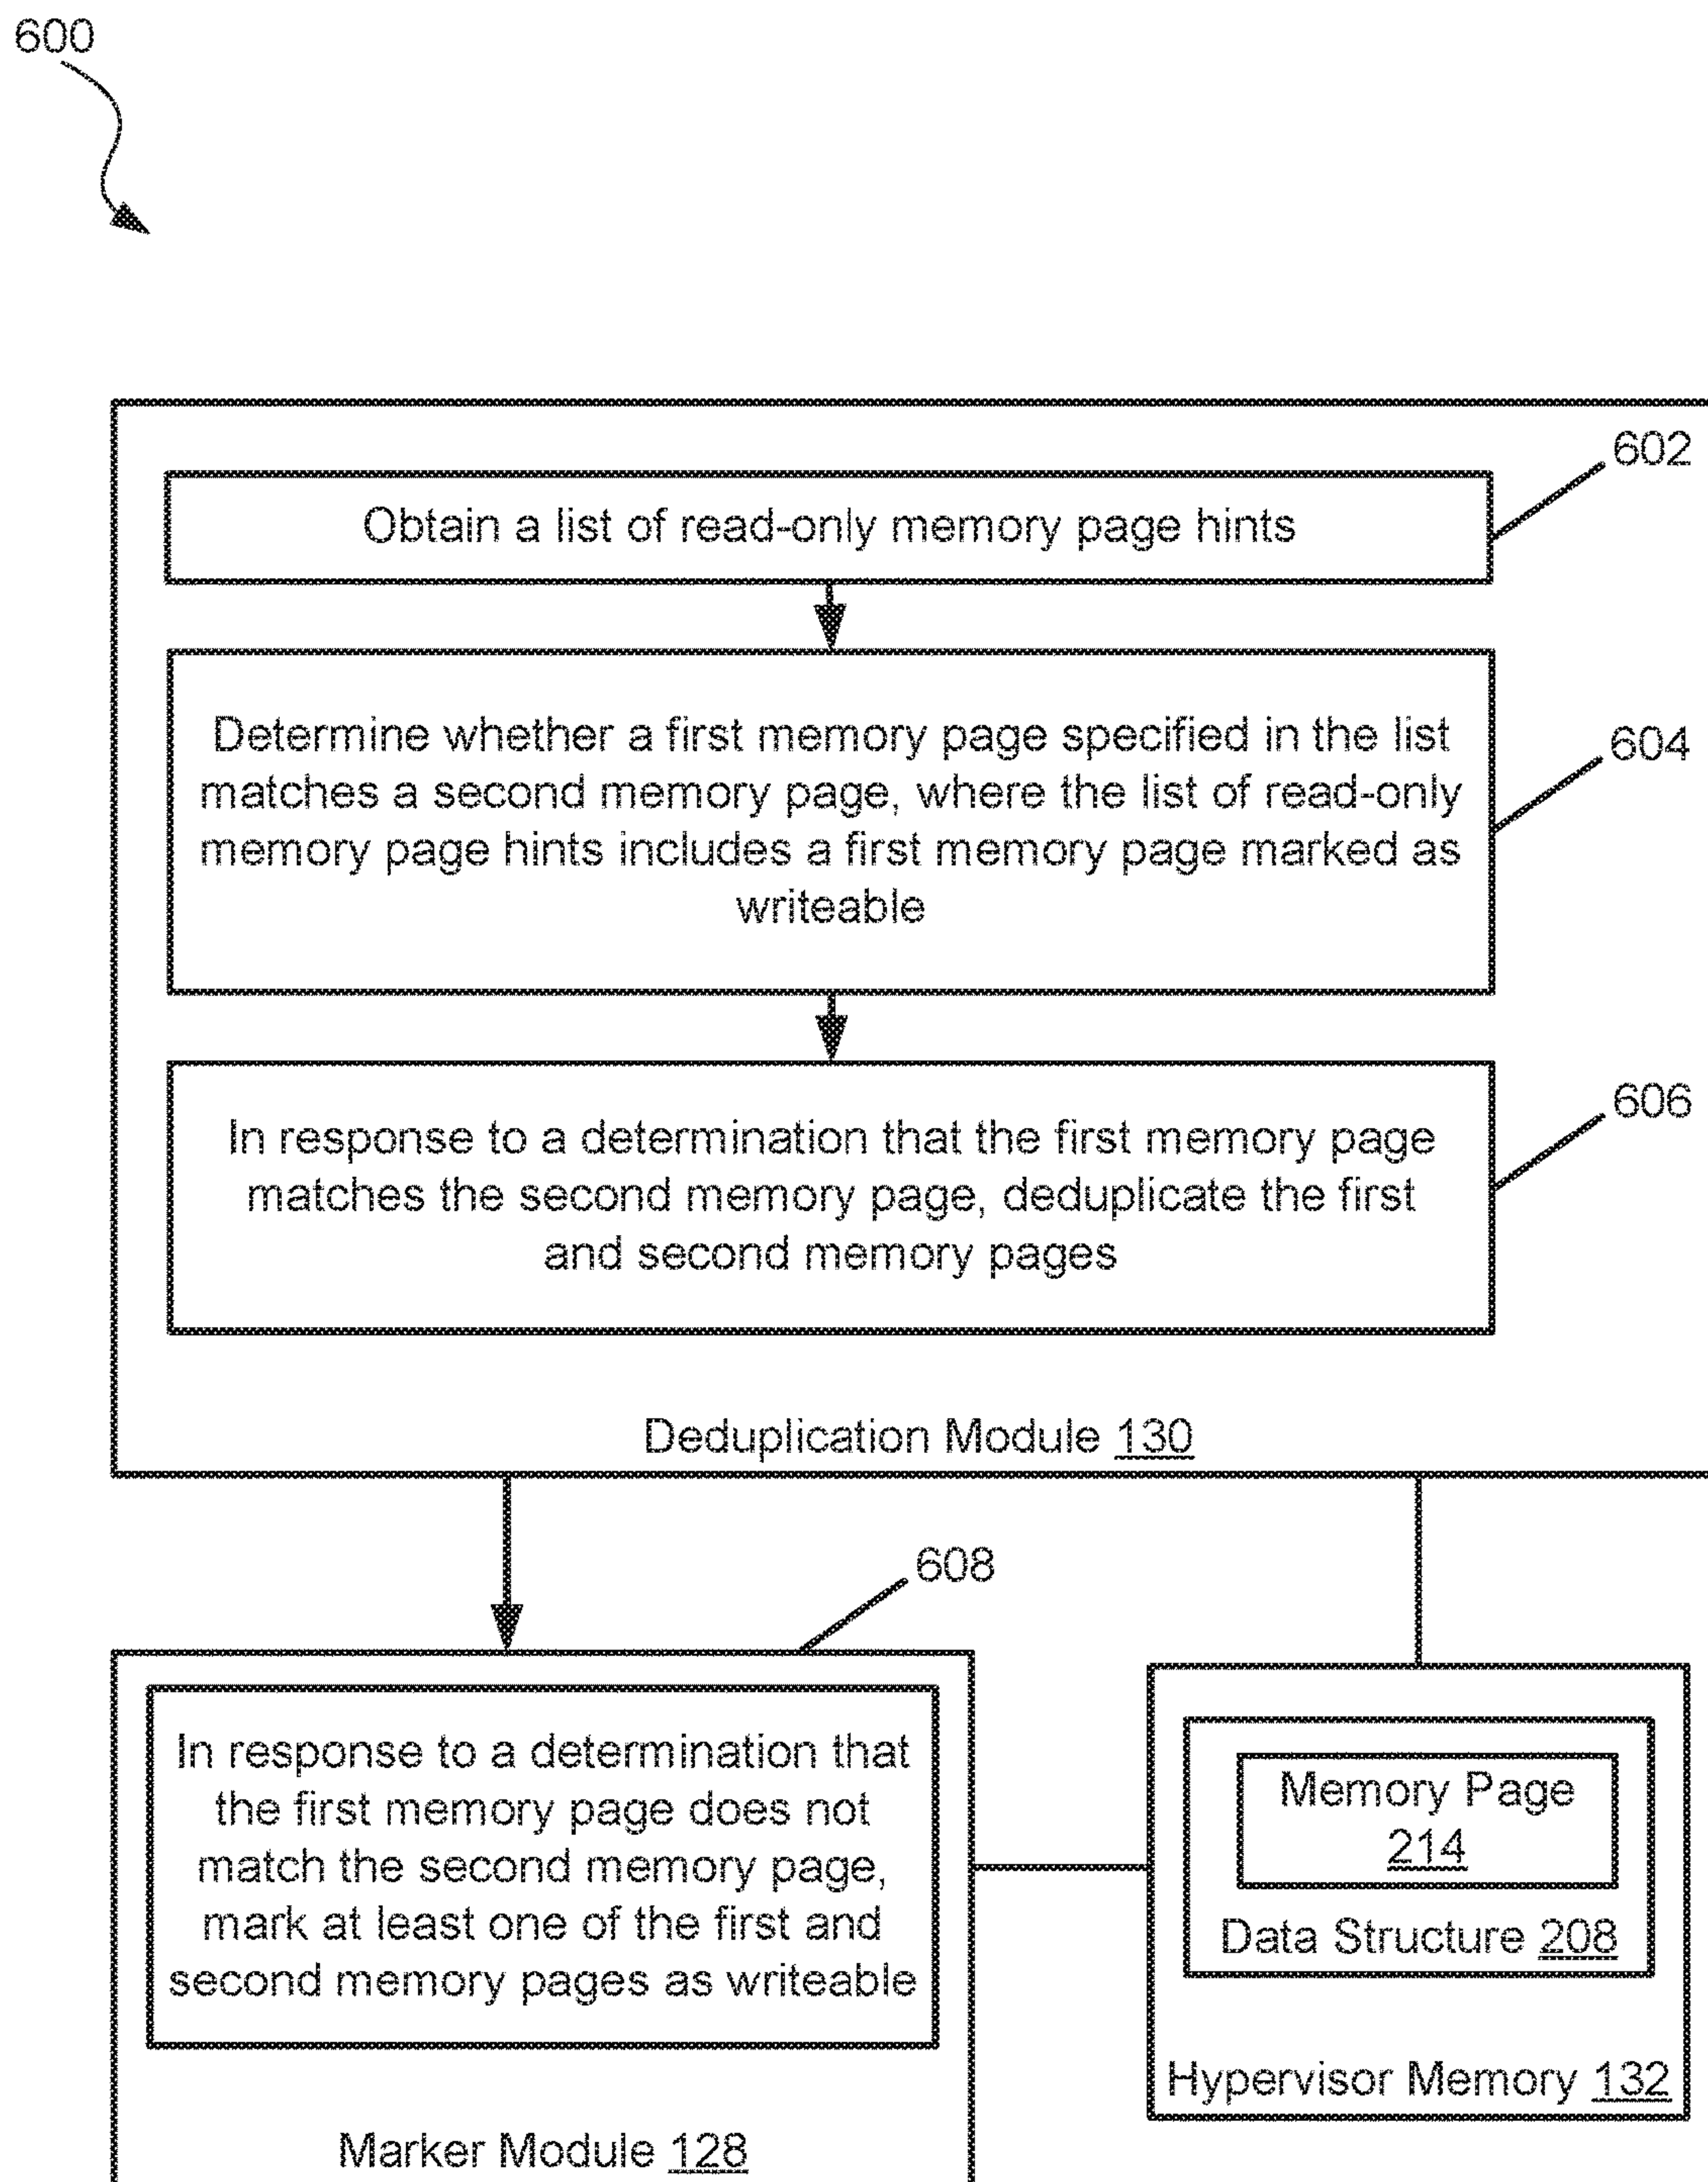 600
602
Obtain a list of read-only memory page hints
Determine whether a first memory page specified in the list
matches a second memory page, where the list of read-only
memory page hints includes a first memory page marked as
writeable
604
In response to a determination that the first memory page
matches the second memory page, deduplicate the first
and second memory pages
606
Deduplication Module 130
608
In response to a determination that
the first memory page does not
match the second memory page,
mark at least one of the first and
second memory pages as writeable
Marker Module 128
Memory Page
214
Data Structure 208
Hypervisor Memory 132